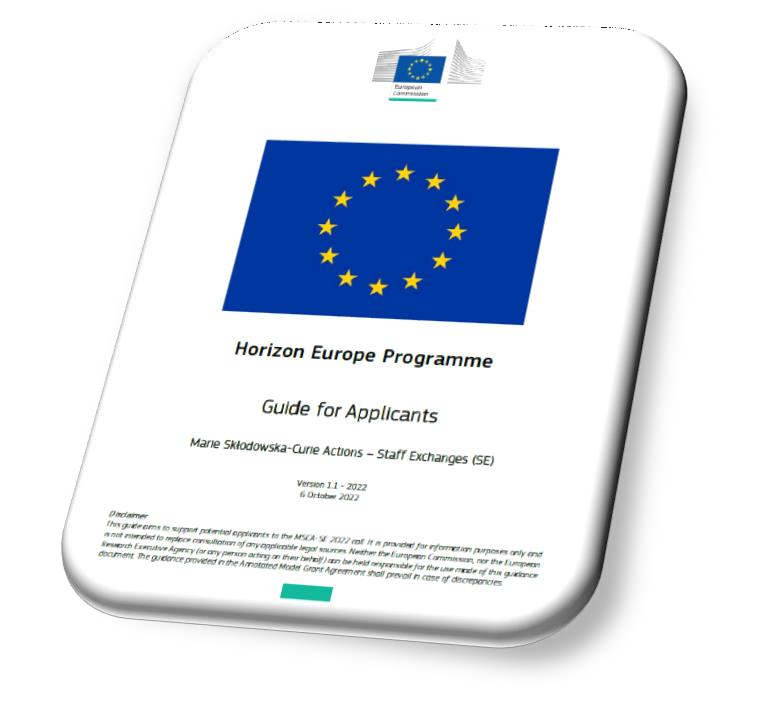 European
Commission
Horizon Europe Programme
Guide for Applicants
Marie Skłodowska-Curie Actions – Staff Exchanges (SE)
Version 1.1 - 2022
6 October 2022
Disclaimer
This guide aims to support potential applicants to the MSCA-SE 2022 call. It is provided for information purposes only and
is not intended to replace consultation of any applicable legal sources. Neither the European Commission, nor the European
Research Executive Agency (or any person acting on their behalf) can be held responsible for the use made of this guidance
document. The guidance provided in the Annotated Model Grant Agreement shall prevail in case of discrepancies.